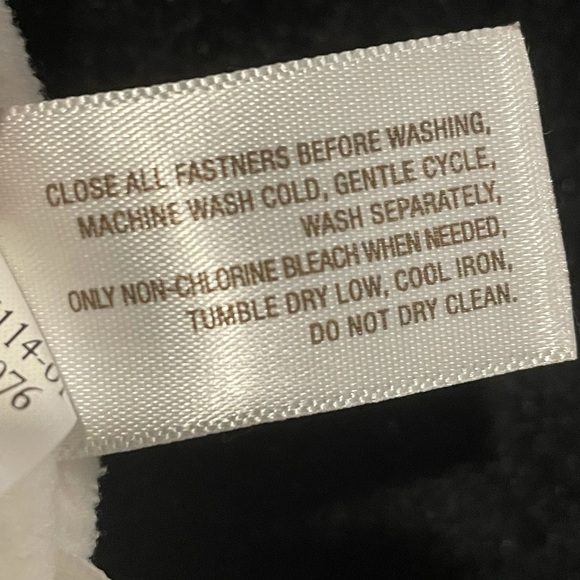 CLOSE ALL FASTNERS BEFORE WASHING,
MACHINE WASH COLD, GENTLE CYCLE,
WASH SEPARATELY,
ONLY NON-CHLORINE BLEACH WHEN NEEDED,
TUMBLE DRY LOW, COOL IRON,
DO NOT DRY CLEAN.